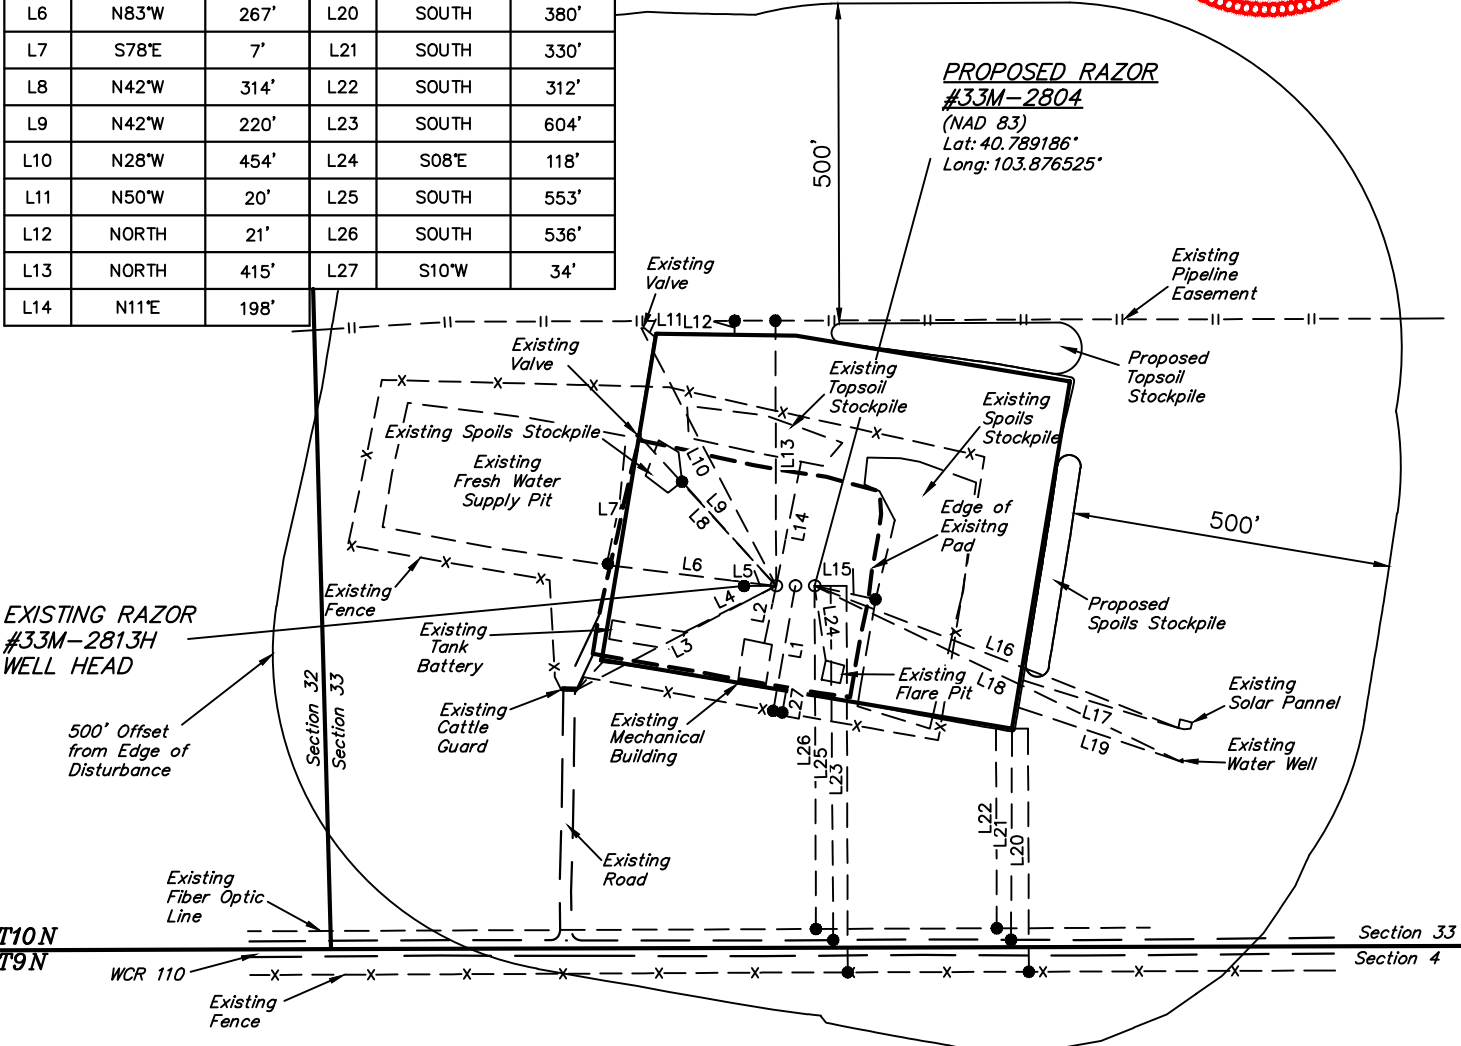 L6 N83°W 267' L20 SOUTH 380'
L7 S78°E 7' L21 SOUTH 330'
L8 N42°W 314' L22 SOUTH 312'
L9 N42°W 220' L23 SOUTH 604'
L10 N28°W 454' L24 S08°E 118'
L11 N50°W 20' L25 SOUTH 553'
L12 NORTH 21' L26 SOUTH 536'
L13 NORTH 415' L27 S10°W 34'
L14 N11°E 198'
PROPOSED RAZOR
#33M-2804
(NAD 83)
Lat: 40.789186°
Long: 103.876525°
500'
Existing
Valve
Existing
Pipeline
Easement
L11
L12
Existing
Valve
Existing
Topsoil
Stockpile
Proposed
Topsoil
Stockpile
Existing
Spoils
Stockpile
Existing Spoils Stockpile
Existing
Fresh Water
Supply Pit
L10
L13
L9
L8
L7
L14
Edge of
Exisitng
Pad
500'
L6
L5
L4
L15
Existing
Fence
EXISTING RAZOR
#33M-2813H
WELL HEAD
Existing
Tank
Battery
L3
L2
L1
L24
L16
L18
L17
L19
Proposed
Spoils Stockpile
Existing
Flare Pit
Existing
Solar Pannel
Existing
Water Well
Section 32
Section 33
500' Offset
from Edge of
Disturbance
Existing
Cattle
Guard
Existing
Mechanical
Building
L27
L26
L25
L23
L22
L21
L20
Existing
Road
Existing
Fiber Optic
Line
T10N
T9N
Section 33
Section 4
WCR 110
Existing
Fence